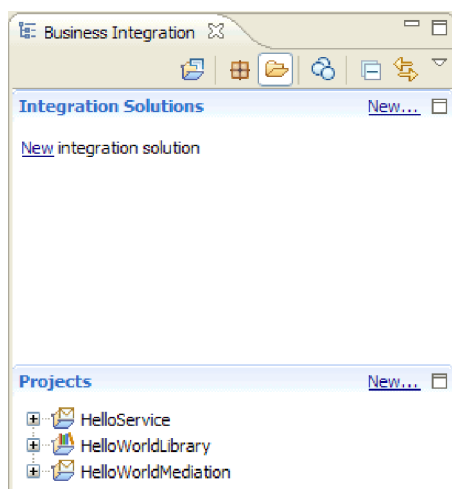 Business Integration
Integration Solutions New...
New integration solution
Projects New...
HelloService
HelloWorldLibrary
HelloWorldMediation